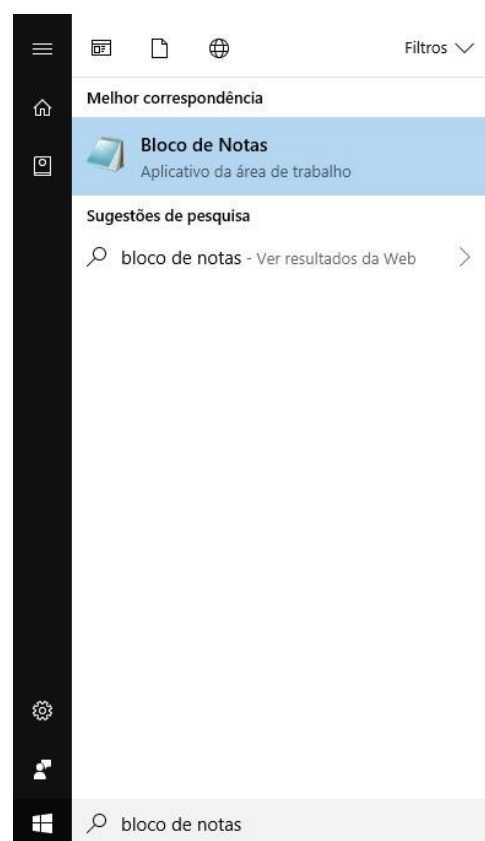 Filtros
Melhor correspondência
Bloco de Notas
Aplicativo da área de trabalho
Sugestões de pesquisa
bloco de notas - Ver resultados da Web
bloco de notas